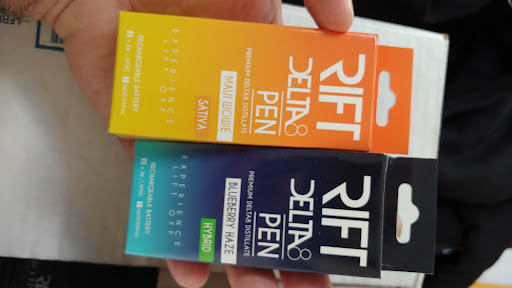 RIFT
DELTA8
PEN
PREMIUM DELTA8 DISTILLATE
MAUI WOWIE
SATIVA
EXPERIENCE
LIFT OFF
RECHARGEABLE BATTERY
RIFT
DELTA8
PEN
PREMIUM DELTA8 DISTILLATE
BLUEBERRY HAZE
HYBRID
EXPERIENCE
LIFT OFF
RECHARGEABLE BATTERY